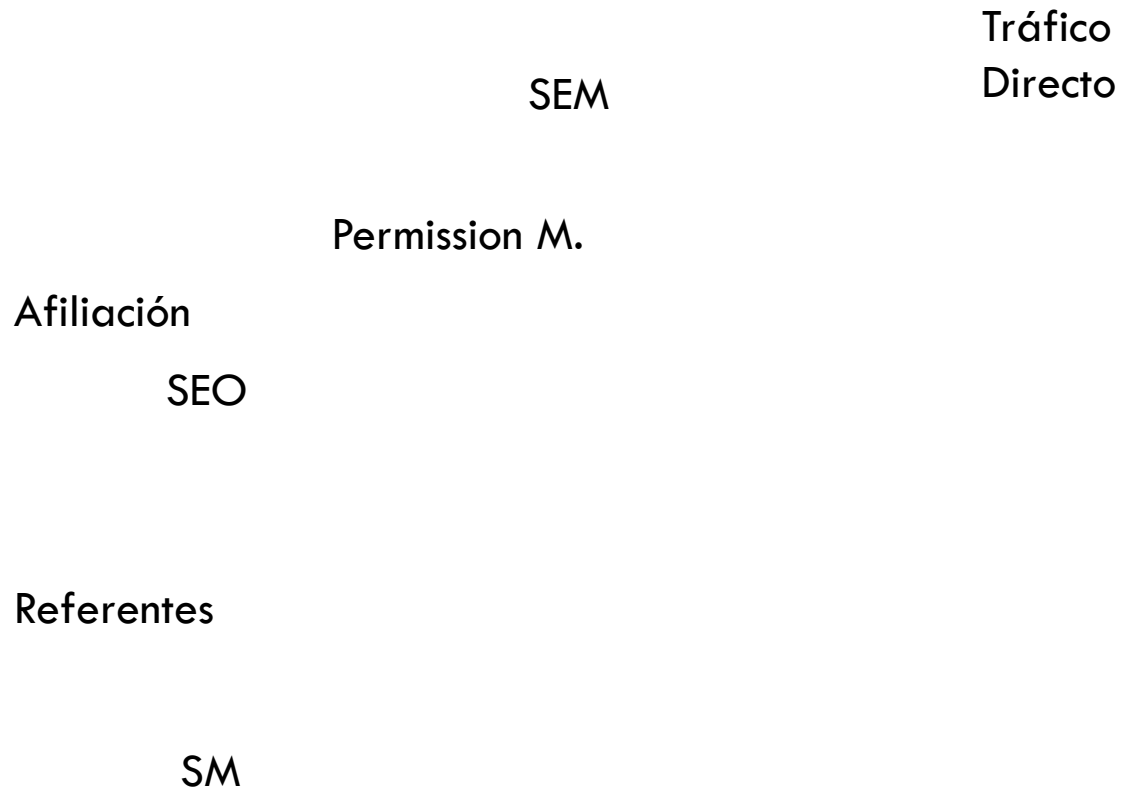 Tráfico
Directo
SEM
Permission M.
Afiliación
SEO
Referentes
SM